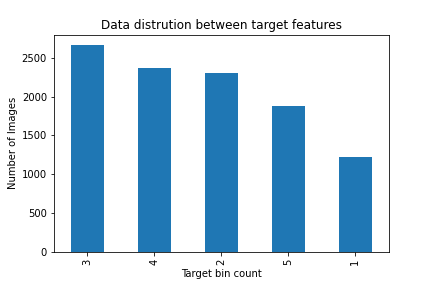 Data distrution between target features
Number of Images
2500
2000
1500
1000
500
0
3 4 2 5 1
Target bin count